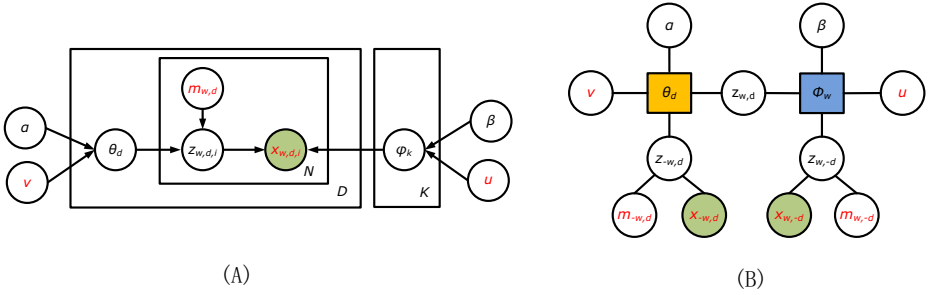 m_{w,d}
α
θ_d
z_{w,d,i}
x_{w,d,i}
N
φ_k
β
v
D
K
u
(A)
α
β
v
θ_d
z_{w,d}
Φ_w
u
z_{-w,d}
z_{w,-d}
m_{-w,d}
x_{-w,d}
x_{w,-d}
m_{w,-d}
(B)